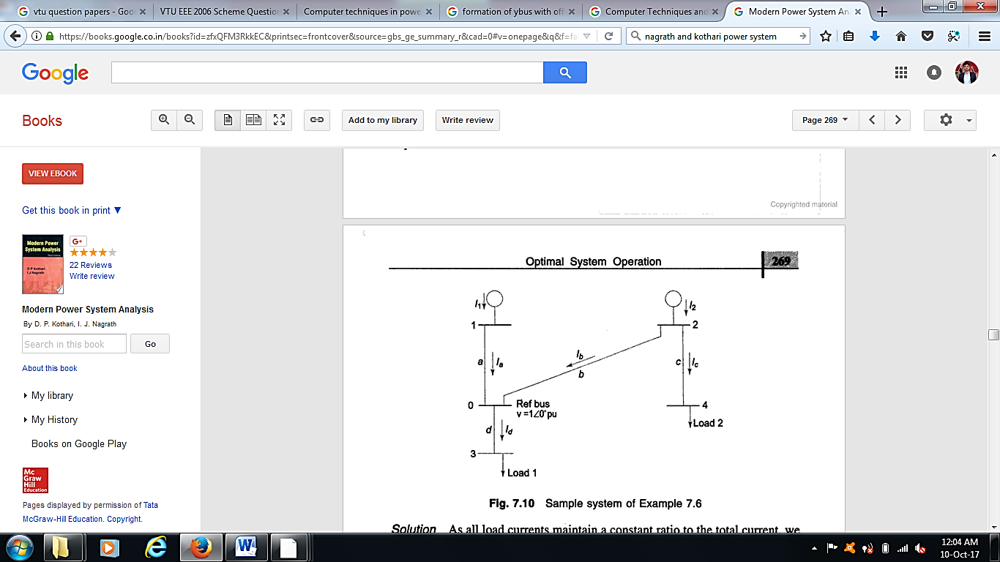 vtu question papers - Goo
VTU EEE 2006 Scheme Question
Computer techniques in powe
formation of ybus with off
Computer Techniques and
Modern Power System An
https://books.google.co.in/books?id=zfxQFM3RkkEC&printsec=frontcover&source=gbs_ge_summary_r&cad=0#v=onepage&q&f=fa
nagrath and kothari power system
Google
Books
Add to my library
Write review
Page 269
VIEW EBOOK
Get this book in print ▼
Modern Power
System Analysis
D P Kothari
I J Nagrath
G+
22 Reviews
Write review
Modern Power System Analysis
By D. P. Kothari, I. J. Nagrath
Search in this book
Go
About this book
My library
My History
Books on Google Play
Mc
Graw
Hill
Education
Pages displayed by permission of Tata
McGraw-Hill Education. Copyright.
Copyrighted material
Optimal System Operation
269
I1
I2
1
2
a
Ia
Ib
b
c
Ic
0
Ref bus
v =1∠0° pu
4
Load 2
d
Id
3
Load 1
Fig. 7.10 Sample system of Example 7.6
Solution As all load currents maintain a constant ratio to the total current, we
12:04 AM
10-Oct-17